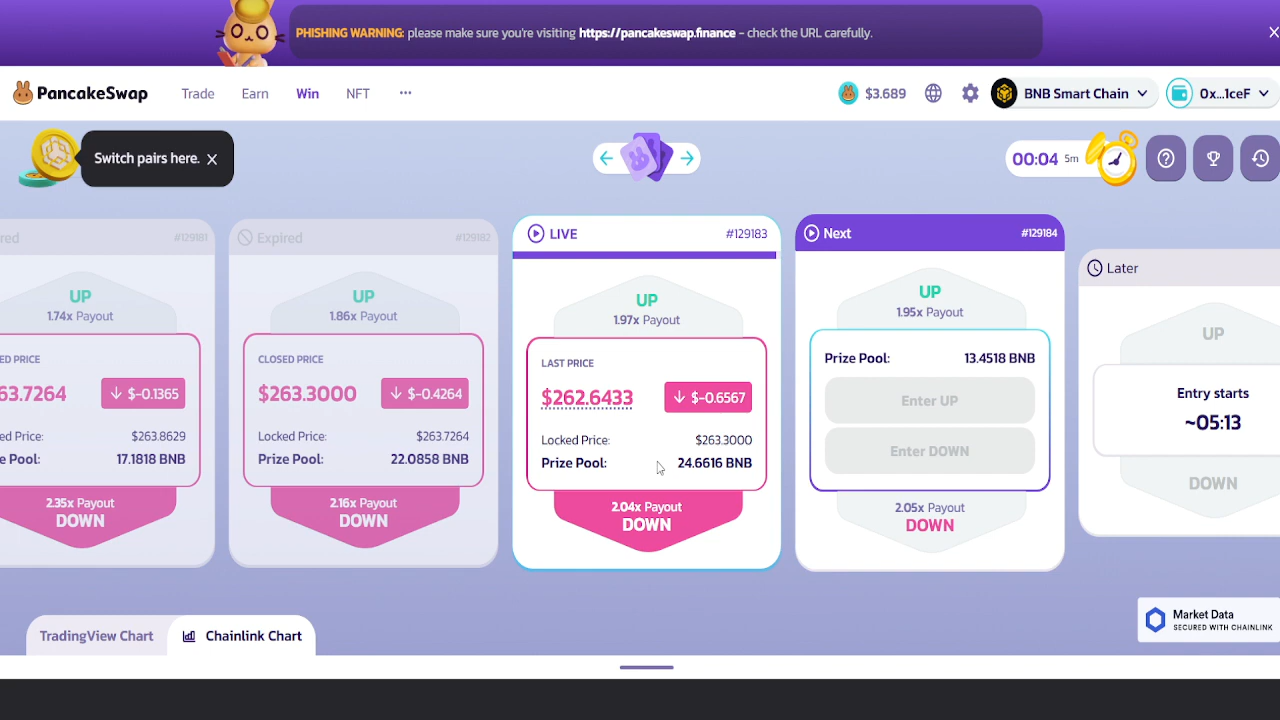 PHISHING WARNING: please make sure you're visiting https://pancakeswap.finance - check the URL carefully.
PancakeSwap Trade Earn Win NFT ... $3.689 BNB Smart Chain 0x...1ceF
Switch pairs here.
00:04 5m
Expired #129182
UP
1.86x Payout
CLOSED PRICE
$263.3000 $-0.4264
Locked Price: $263.7264
Prize Pool: 22.0858 BNB
2.16x Payout
DOWN
ired #129181
UP
1.74x Payout
ED PRICE
63.7264 $-0.1365
ed Price: $263.8629
e Pool: 17.1818 BNB
2.35x Payout
DOWN
LIVE #129183
UP
1.97x Payout
LAST PRICE
$262.6433 $-0.6567
Locked Price: $263.3000
Prize Pool: 24.6616 BNB
2.04x Payout
DOWN
Next #129184
UP
1.95x Payout
Prize Pool: 13.4518 BNB
Enter UP
Enter DOWN
2.05x Payout
DOWN
Later
UP
Entry starts
~05:13
DOWN
TradingView Chart Chainlink Chart
Market Data
SECURED WITH CHAINLINK